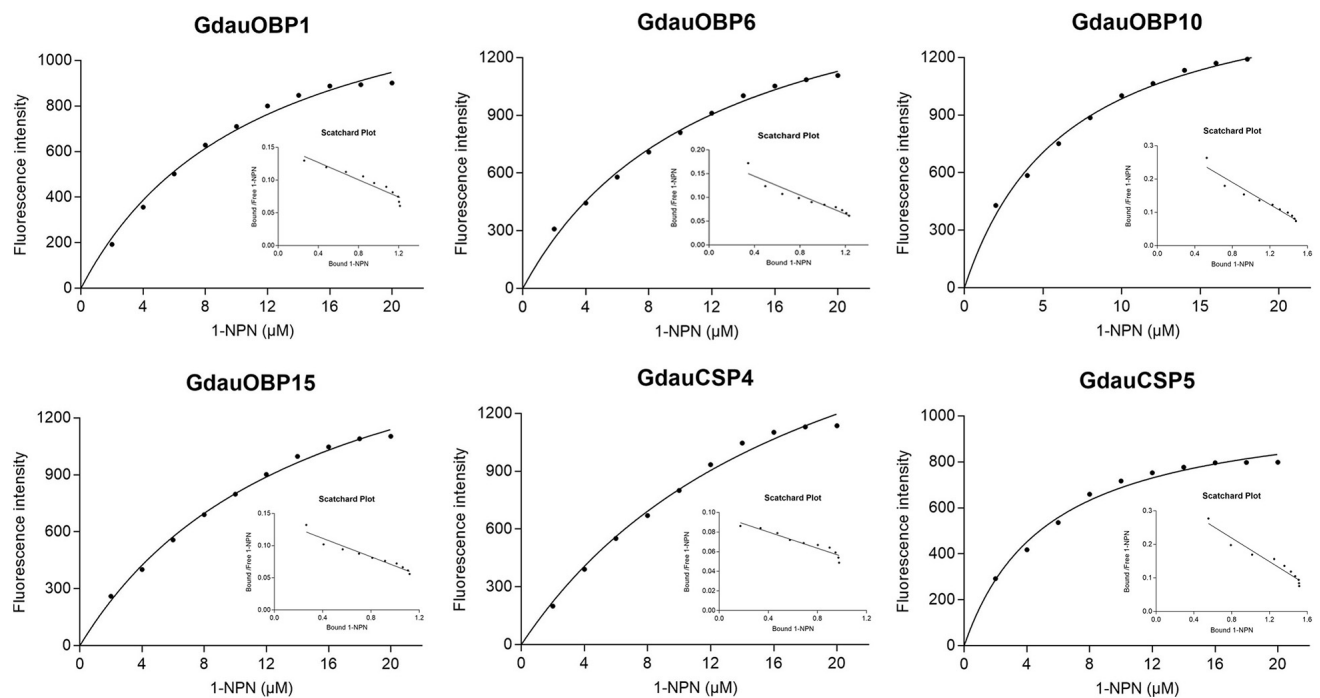 GdauOBP1
1000
800
600
400
200
0
Fluorescence intensity
0 4 8 12 16 20
1-NPN (µM)
Scatchard Plot
0.15
0.10
0.05
0.00
Bound /Free 1-NPN
0.0 0.4 0.8 1.2
Bound 1-NPN
GdauOBP6
1200
900
600
300
0
Fluorescence intensity
0 4 8 12 16 20
1-NPN (µM)
Scatchard Plot
0.20
0.15
0.10
0.05
0.00
Bound /Free 1-NPN
0.0 0.4 0.8 1.2
Bound 1-NPN
GdauOBP10
1200
900
600
300
0
Fluorescence intensity
0 5 10 15 20
1-NPN (µM)
Scatchard Plot
0.3
0.2
0.1
0.0
Bound /Free 1-NPN
0.0 0.4 0.8 1.2 1.6
Bound 1-NPN
GdauOBP15
1200
900
600
300
0
Fluorescence intensity
0 4 8 12 16 20
1-NPN (µM)
Scatchard Plot
0.15
0.10
0.05
0.00
Bound /Free 1-NPN
0.0 0.4 0.8 1.2
Bound 1-NPN
GdauCSP4
1200
900
600
300
0
Fluorescence intensity
0 4 8 12 16 20
1-NPN (µM)
Scatchard Plot
0.10
0.08
0.06
0.04
0.02
0.00
Bound /Free 1-NPN
0.0 0.4 0.8 1.2
Bound 1-NPN
GdauCSP5
1000
800
600
400
200
0
Fluorescence intensity
0 4 8 12 16 20
1-NPN (µM)
Scatchard Plot
0.3
0.2
0.1
0.0
Bound /Free 1-NPN
0.0 0.4 0.8 1.2 1.6
Bound 1-NPN